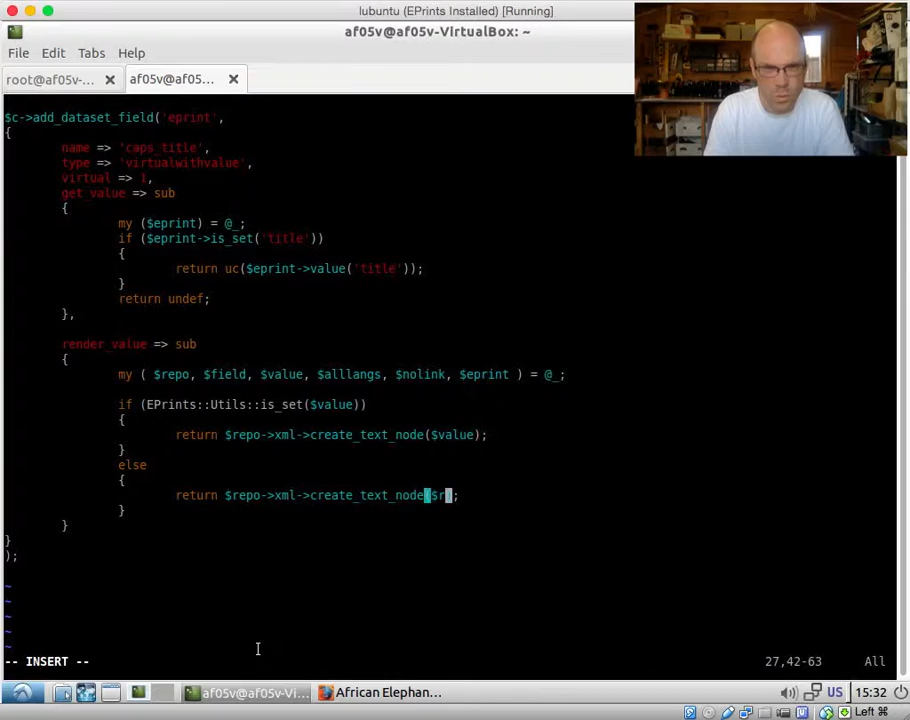 lubuntu (EPrints Installed) [Running]
af05v@af05v-VirtualBox: ~
File Edit Tabs Help
root@af05v-... af05v@af05...
$c->add_dataset_field('eprint',
{
name => 'caps_title',
type => 'virtualwithvalue',
virtual => 1,
get_value => sub
{
my ($eprint) = @_;
if ($eprint->is_set('title'))
{
return uc($eprint->value('title'));
}
return undef;
},
render_value => sub
{
my ( $repo, $field, $value, $alllangs, $nolink, $eprint ) = @_;
if (EPrints::Utils::is_set($value))
{
return $repo->xml->create_text_node($value);
}
else
{
return $repo->xml->create_text_node($r);
}
}
}
);
~
~
~
~
~
-- INSERT -- 27,42-63 All
af05v@af05v-Vi... African Elephan... US 15:32
Left ⌘